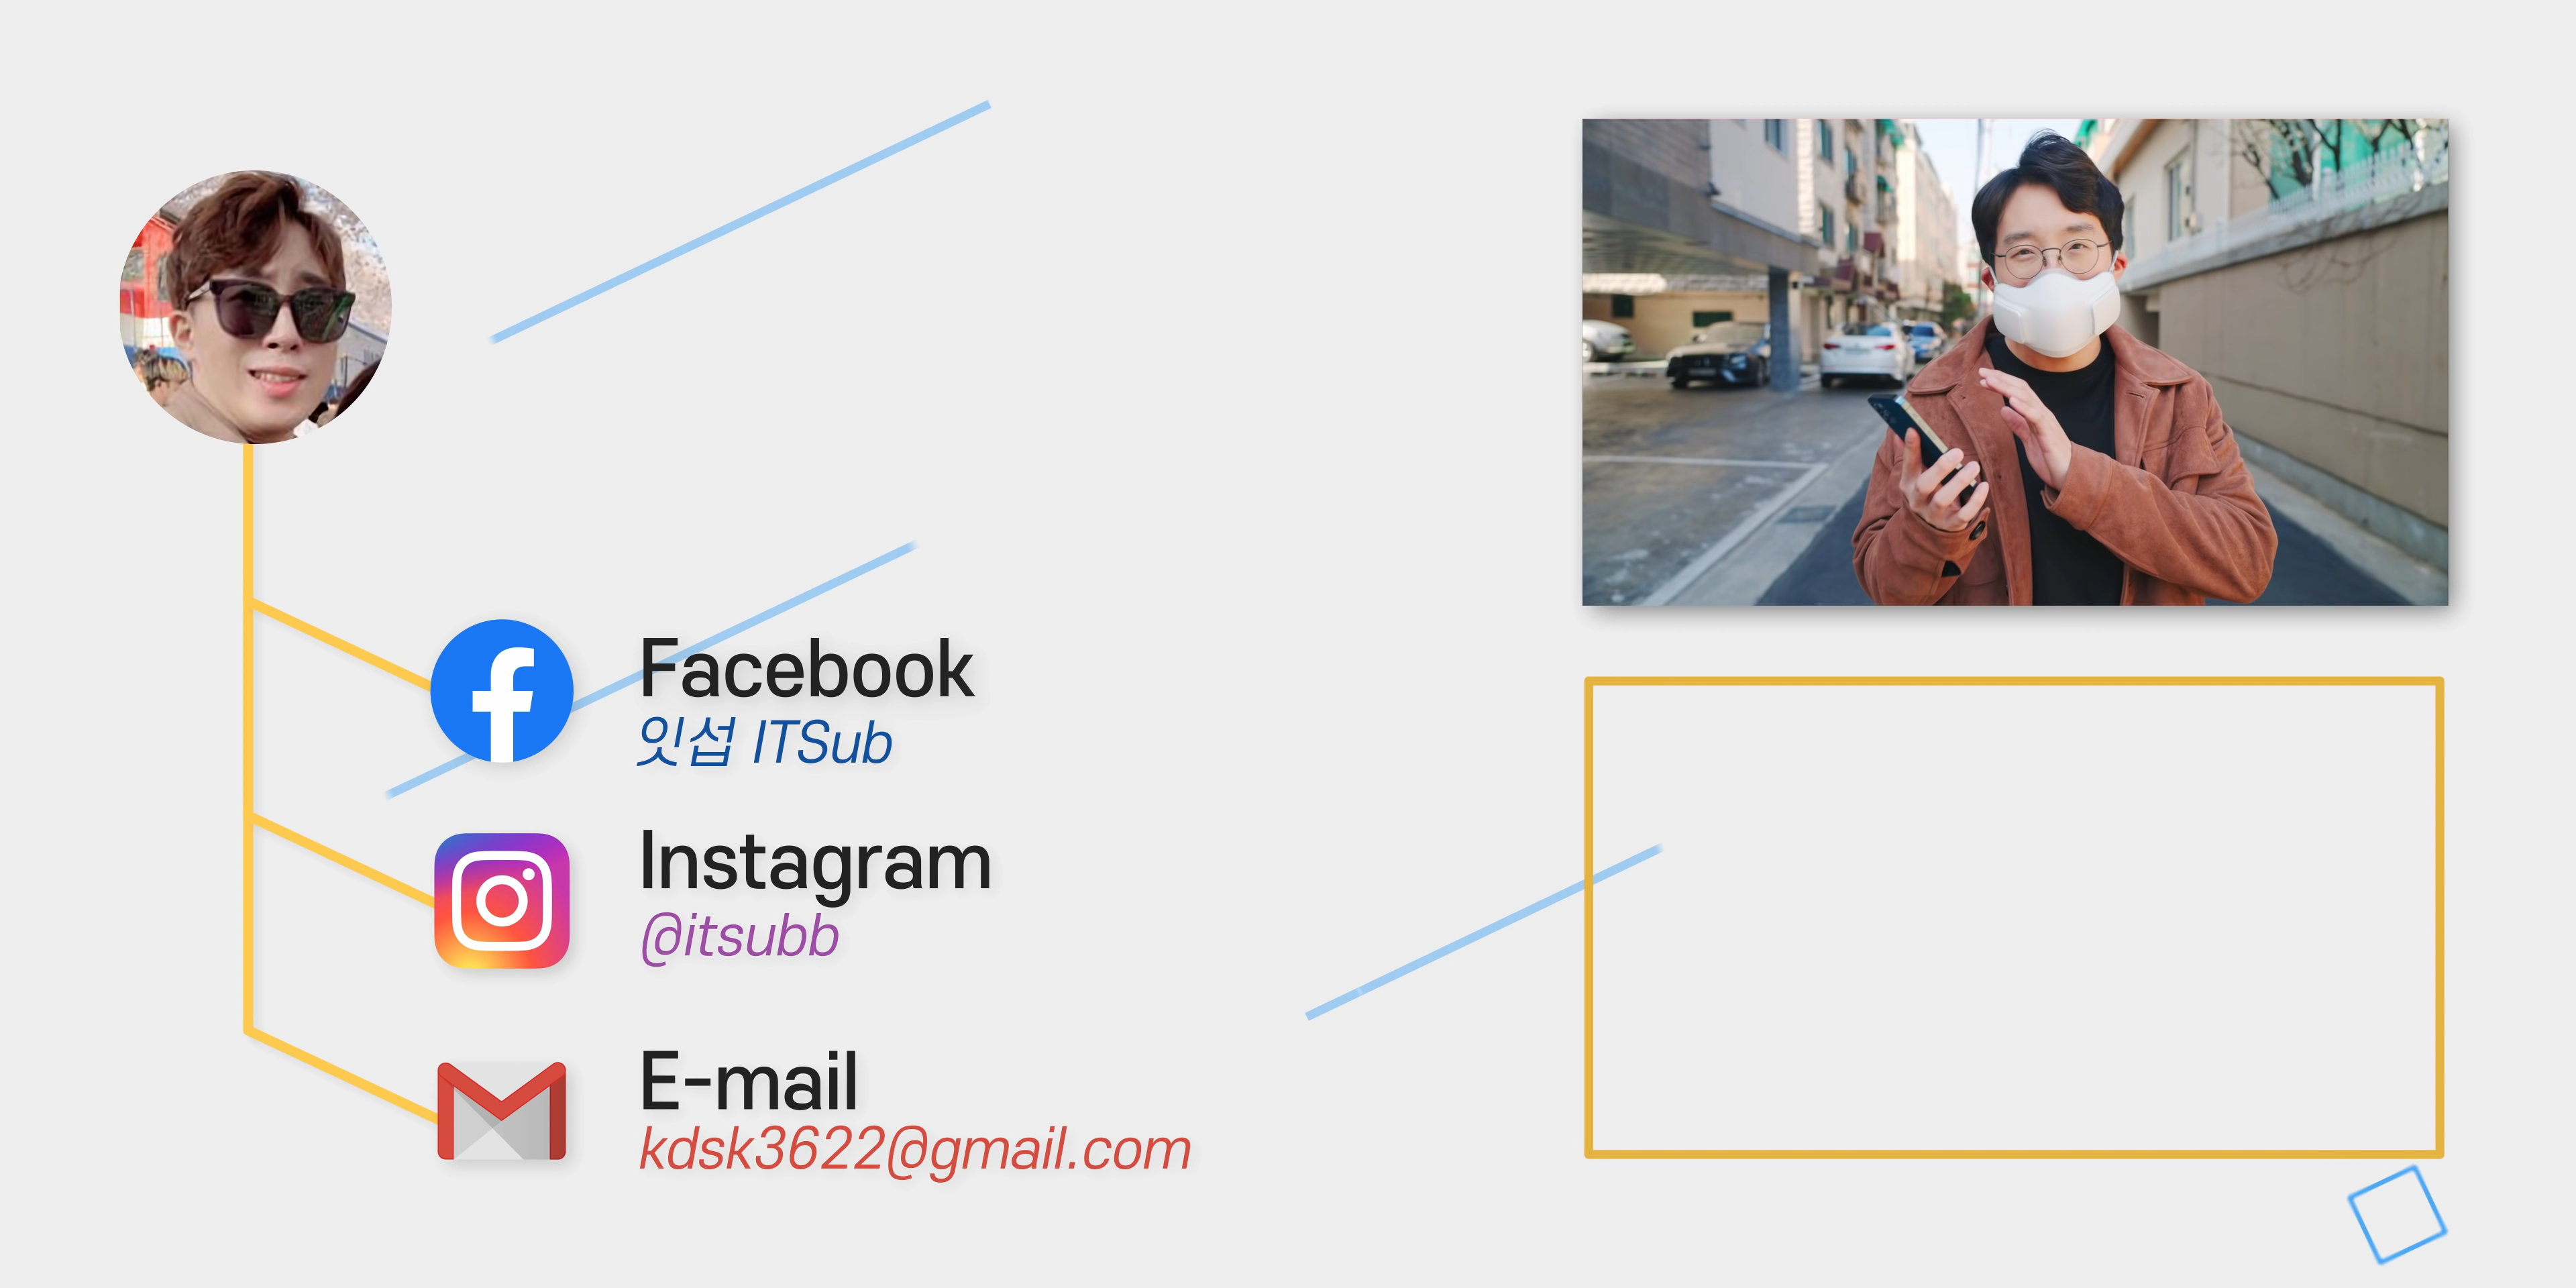 Facebook
잇섭 ITSub
Instagram
@itsubb
E-mail
kdsk3622@gmail.com